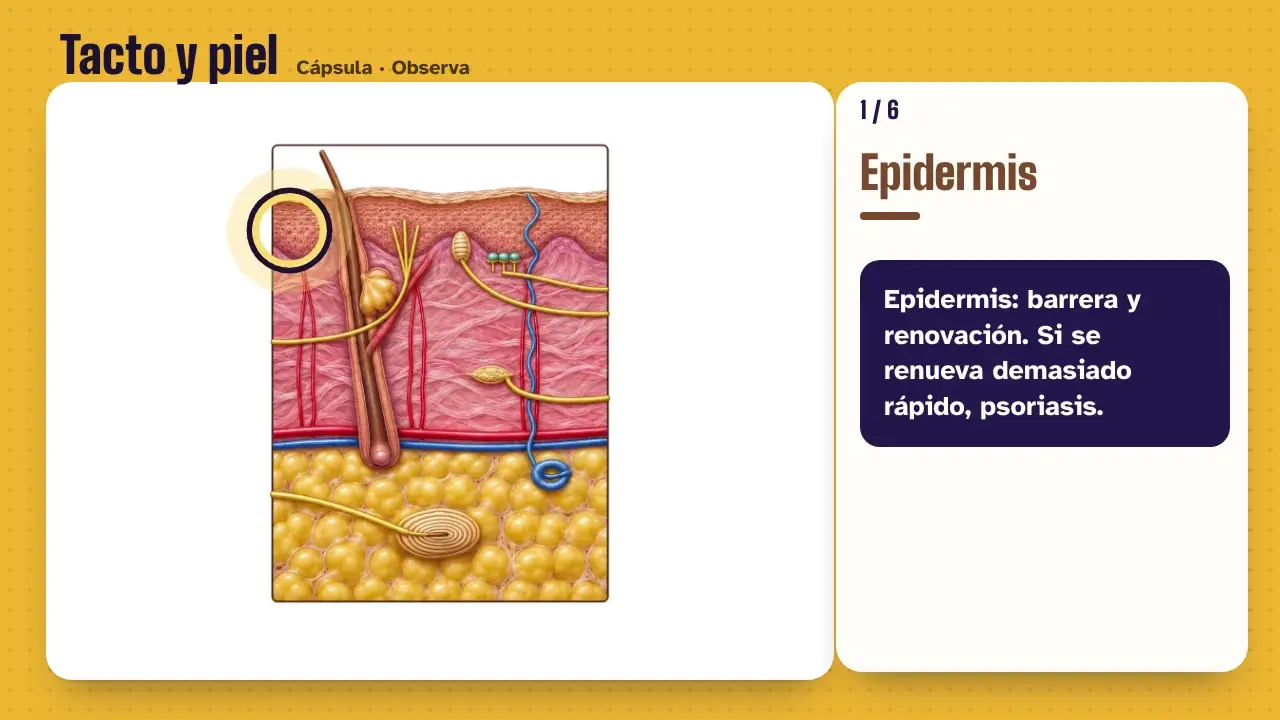 Tacto y piel
Cápsula · Observa
1 / 6
Epidermis
Epidermis: barrera y
renovación. Si se
renueva demasiado
rápido, psoriasis.